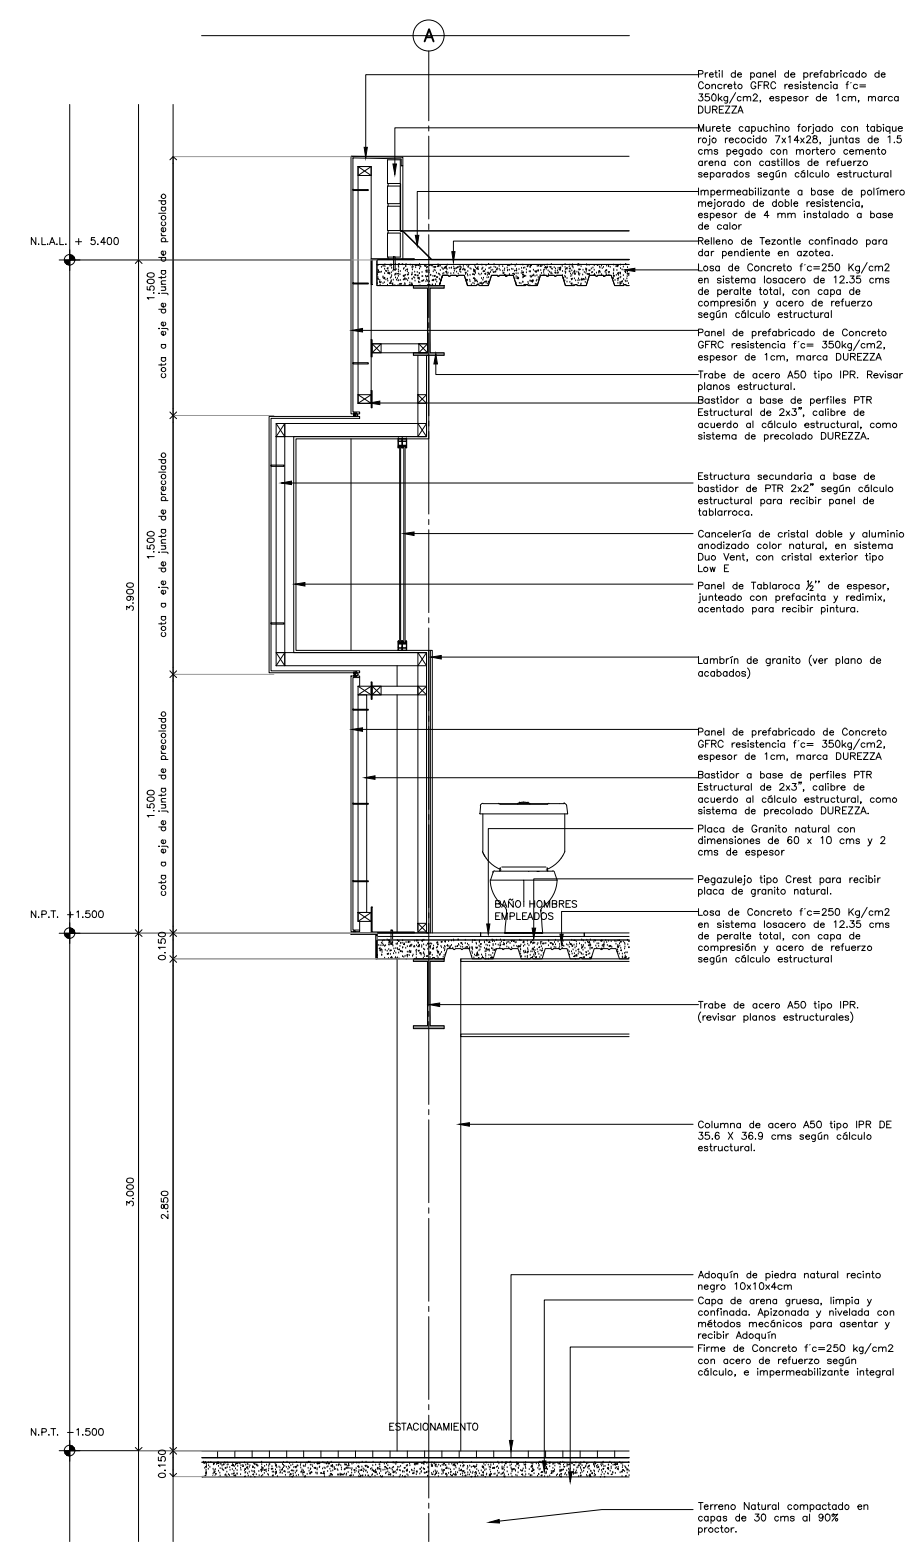 A
Pretil de panel de prefabricado de
Concreto GFRC resistencia f'c=
350kg/cm2, espesor de 1cm, marca
DUREZZA
Murete capuchino forjado con tabique
rojo recocido 7x14x28, juntas de 1.5
cms pegado con mortero cemento
arena con castillos de refuerzo
separados según cálculo estructural
Impermeabilizante a base de polímero
mejorado de doble resistencia,
espesor de 4 mm instalado a base
de calor
Relleno de Tezontle confinado para
dar pendiente en azotea.
Losa de Concreto f'c=250 Kg/cm2
en sistema losacero de 12.35 cms
de peralte total, con capa de
compresión y acero de refuerzo
según cálculo estructural
Panel de prefabricado de Concreto
GFRC resistencia f'c= 350kg/cm2,
espesor de 1cm, marca DUREZZA
Trabe de acero A50 tipo IPR. Revisar
planos estructural.
Bastidor a base de perfiles PTR
Estructural de 2x3", calibre de
acuerdo al cálculo estructural, como
sistema de precolado DUREZZA.
Estructura secundaria a base de
bastidor de PTR 2x2" según cálculo
estructural para recibir panel de
tablarroca.
Cancelería de cristal doble y aluminio
anodizado color natural, en sistema
Duo Vent, con cristal exterior tipo
Low E
Panel de Tablaroca ½'' de espesor,
junteado con prefacinta y redimix,
acentado para recibir pintura.
Lambrín de granito (ver plano de
acabados)
Panel de prefabricado de Concreto
GFRC resistencia f'c= 350kg/cm2,
espesor de 1cm, marca DUREZZA
Bastidor a base de perfiles PTR
Estructural de 2x3", calibre de
acuerdo al cálculo estructural, como
sistema de precolado DUREZZA.
Placa de Granito natural con
dimensiones de 60 x 10 cms y 2
cms de espesor
Pegazulejo tipo Crest para recibir
placa de granito natural.
Losa de Concreto f'c=250 Kg/cm2
en sistema losacero de 12.35 cms
de peralte total, con capa de
compresión y acero de refuerzo
según cálculo estructural
Trabe de acero A50 tipo IPR.
(revisar planos estructurales)
Columna de acero A50 tipo IPR DE
35.6 X 36.9 cms según cálculo
estructural.
Adoquín de piedra natural recinto
negro 10x10x4cm
Capa de arena gruesa, limpia y
confinada. Apizonada y nivelada con
métodos mecánicos para asentar y
recibir Adoquín
Firme de Concreto f'c=250 kg/cm2
con acero de refuerzo según
cálculo, e impermeabilizante integral
Terreno Natural compactado en
capas de 30 cms al 90%
proctor.
N.L.A.L. + 5.400
1.500
cota a eje de junta de precolado
3.900
1.500
cota a eje de junta de precolado
1.500
cota a eje de junta de precolado
N.P.T. +1.500
0.150
BAÑO HOMBRES
EMPLEADOS
3.000
2.850
ESTACIONAMIENTO
N.P.T. -1.500
0.150